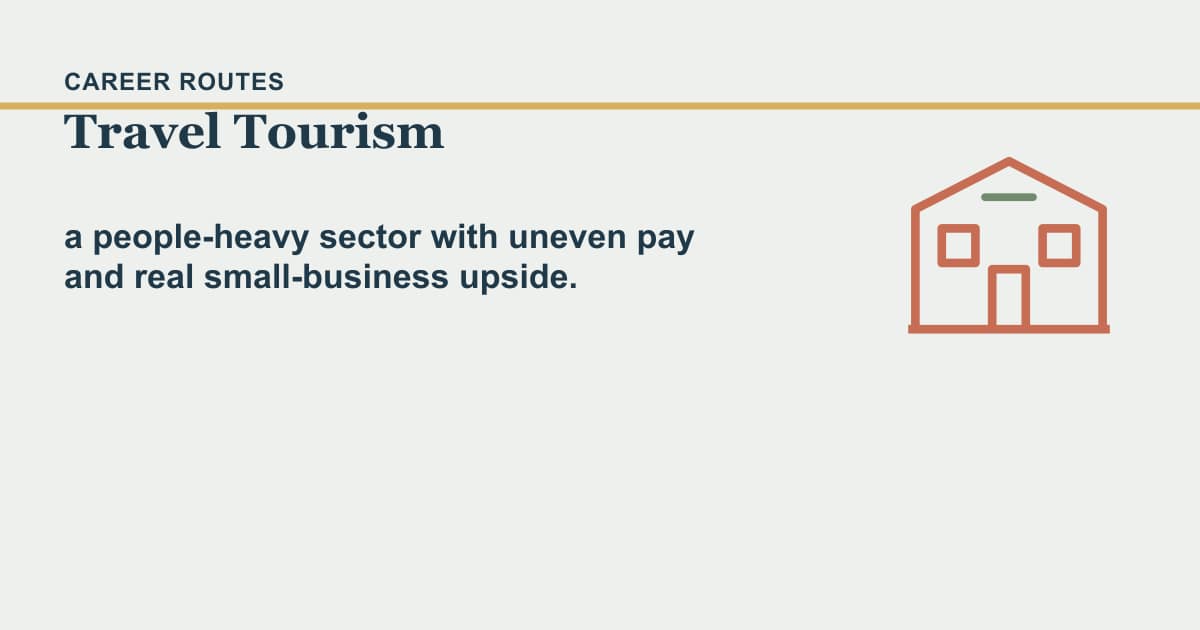 CAREER ROUTES
Travel Tourism
a people-heavy sector with uneven pay
and real small-business upside.